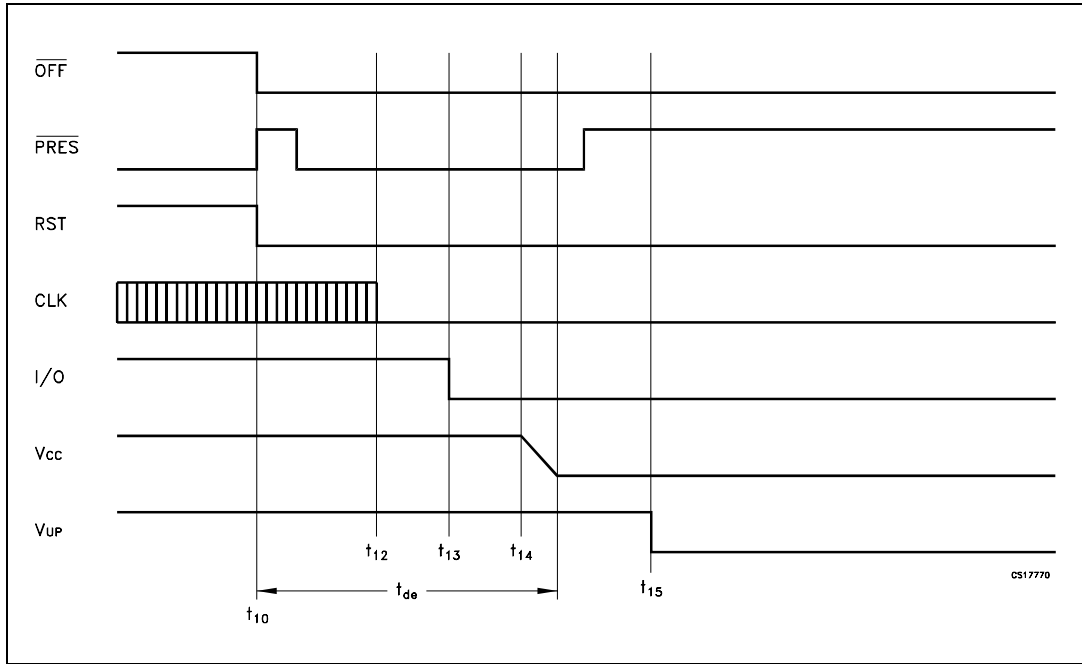 OFF
PRES
RST
CLK
I/O
Vcc
VUP
t12
t13
t14
tde
t15
t10
CS17770